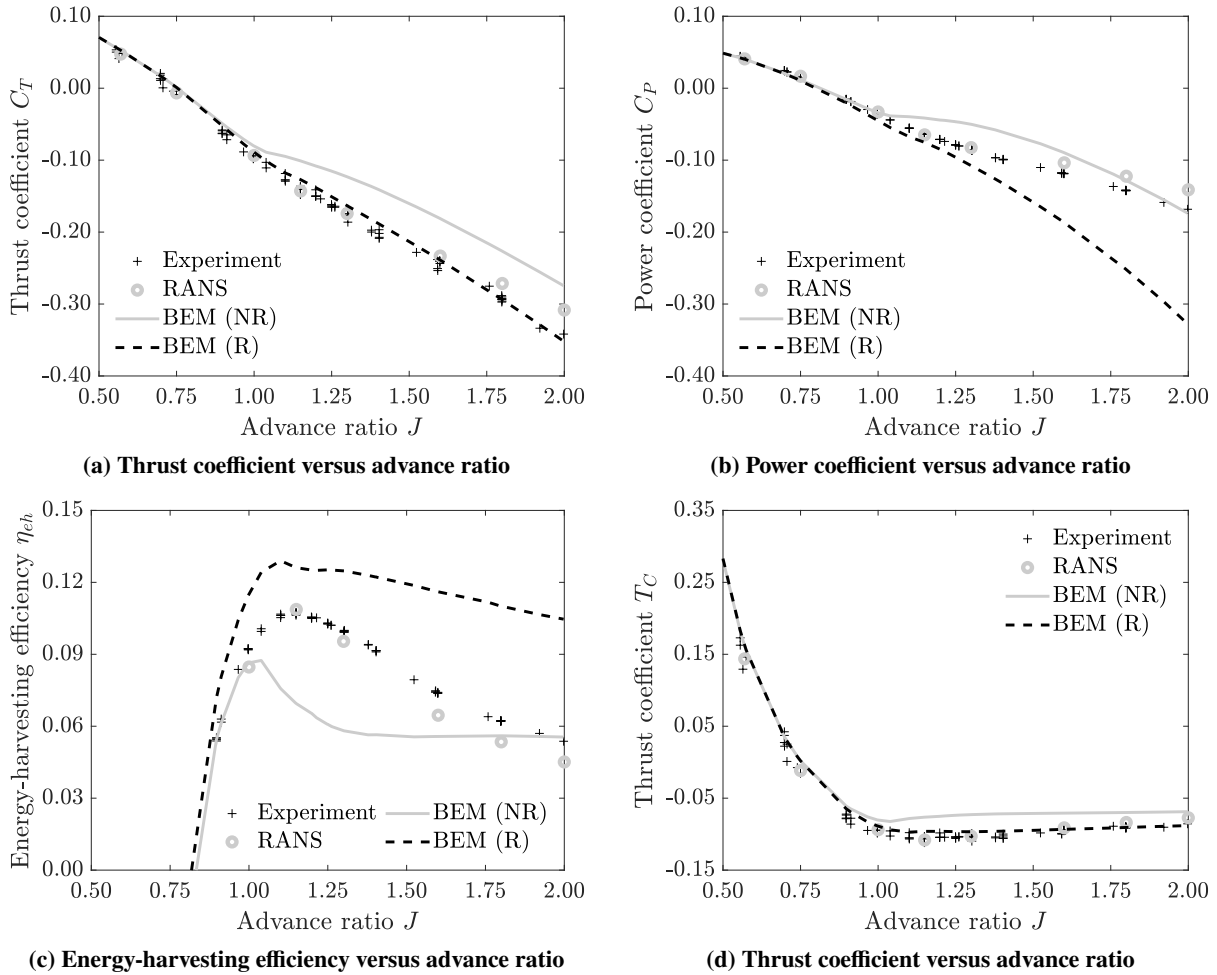 0.10
0.00
-0.10
-0.20
-0.30
-0.40
Thrust coefficient C_T
Experiment
RANS
BEM (NR)
BEM (R)
0.50 0.75 1.00 1.25 1.50 1.75 2.00
Advance ratio J
(a) Thrust coefficient versus advance ratio
0.10
0.00
-0.10
-0.20
-0.30
-0.40
Power coefficient C_P
Experiment
RANS
BEM (NR)
BEM (R)
0.50 0.75 1.00 1.25 1.50 1.75 2.00
Advance ratio J
(b) Power coefficient versus advance ratio
0.15
0.12
0.09
0.06
0.03
0.00
Energy-harvesting efficiency η_eh
Experiment
RANS
BEM (NR)
BEM (R)
0.50 0.75 1.00 1.25 1.50 1.75 2.00
Advance ratio J
(c) Energy-harvesting efficiency versus advance ratio
0.35
0.25
0.15
0.05
-0.05
-0.15
Thrust coefficient T_C
Experiment
RANS
BEM (NR)
BEM (R)
0.50 0.75 1.00 1.25 1.50 1.75 2.00
Advance ratio J
(d) Thrust coefficient versus advance ratio